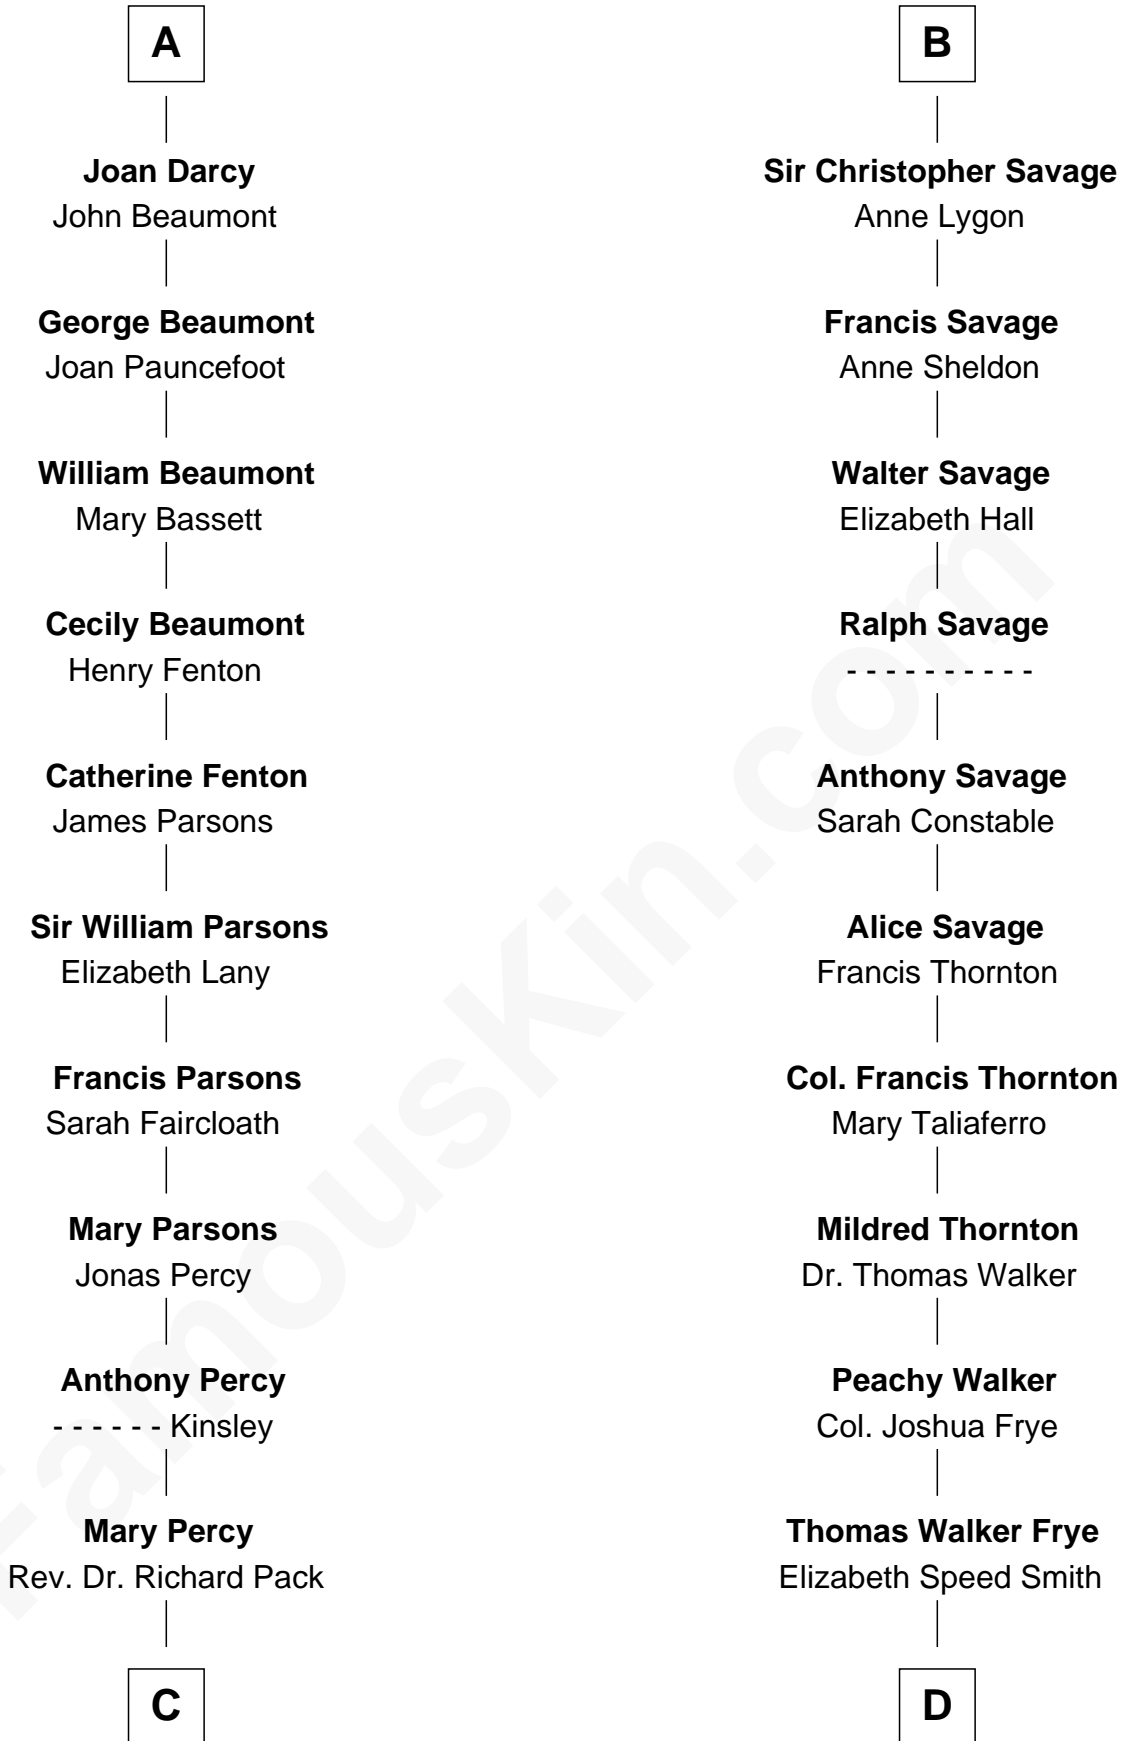 A
Joan Darcy
John Beaumont
George Beaumont
Joan Pauncefoot
William Beaumont
Mary Bassett
Cecily Beaumont
Henry Fenton
Catherine Fenton
James Parsons
Sir William Parsons
Elizabeth Lany
Francis Parsons
Sarah Faircloath
Mary Parsons
Jonas Percy
Anthony Percy
- - - - - - Kinsley
Mary Percy
Rev. Dr. Richard Pack
C
B
Sir Christopher Savage
Anne Lygon
Francis Savage
Anne Sheldon
Walter Savage
Elizabeth Hall
Ralph Savage
- - - - - - - - - -
Anthony Savage
Sarah Constable
Alice Savage
Francis Thornton
Col. Francis Thornton
Mary Taliaferro
Mildred Thornton
Dr. Thomas Walker
Peachy Walker
Col. Joshua Frye
Thomas Walker Frye
Elizabeth Speed Smith
D
FamousKin.com